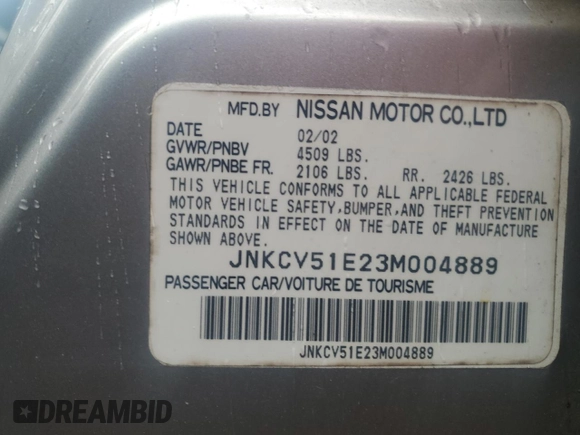 MFD.BY NISSAN MOTOR CO.,LTD
DATE 02/02
GVWR/PNBV 4509 LBS.
GAWR/PNBE FR. 2106 LBS. RR. 2426 LBS.
THIS VEHICLE CONFORMS TO ALL APPLICABLE FEDERAL
MOTOR VEHICLE SAFETY,BUMPER,AND THEFT PREVENTION
STANDARDS IN EFFECT ON THE DATE OF MANUFACTURE
SHOWN ABOVE.
JNKCV51E23M004889
PASSENGER CAR/VOITURE DE TOURISME
JNKCV51E23M004889
DREAMBID